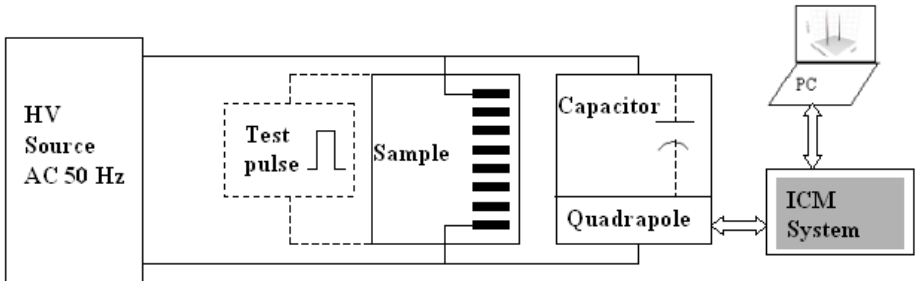 HV
Source
AC 50 Hz
Test
pulse
Sample
Capacitor
Quadrapole
PC
ICM
System